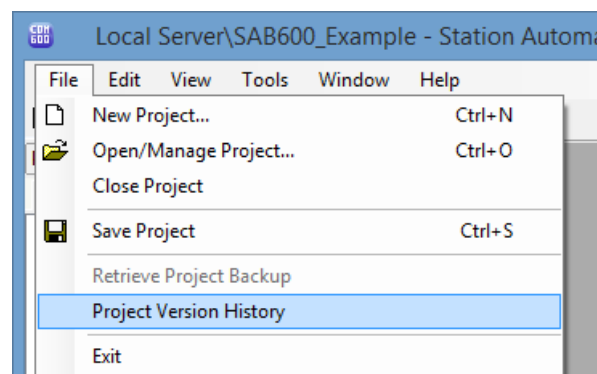 COM
600
Local Server\SAB600_Example - Station Automa
File Edit View Tools Window Help
New Project... Ctrl+N
Open/Manage Project... Ctrl+O
Close Project
Save Project Ctrl+S
Retrieve Project Backup
Project Version History
Exit